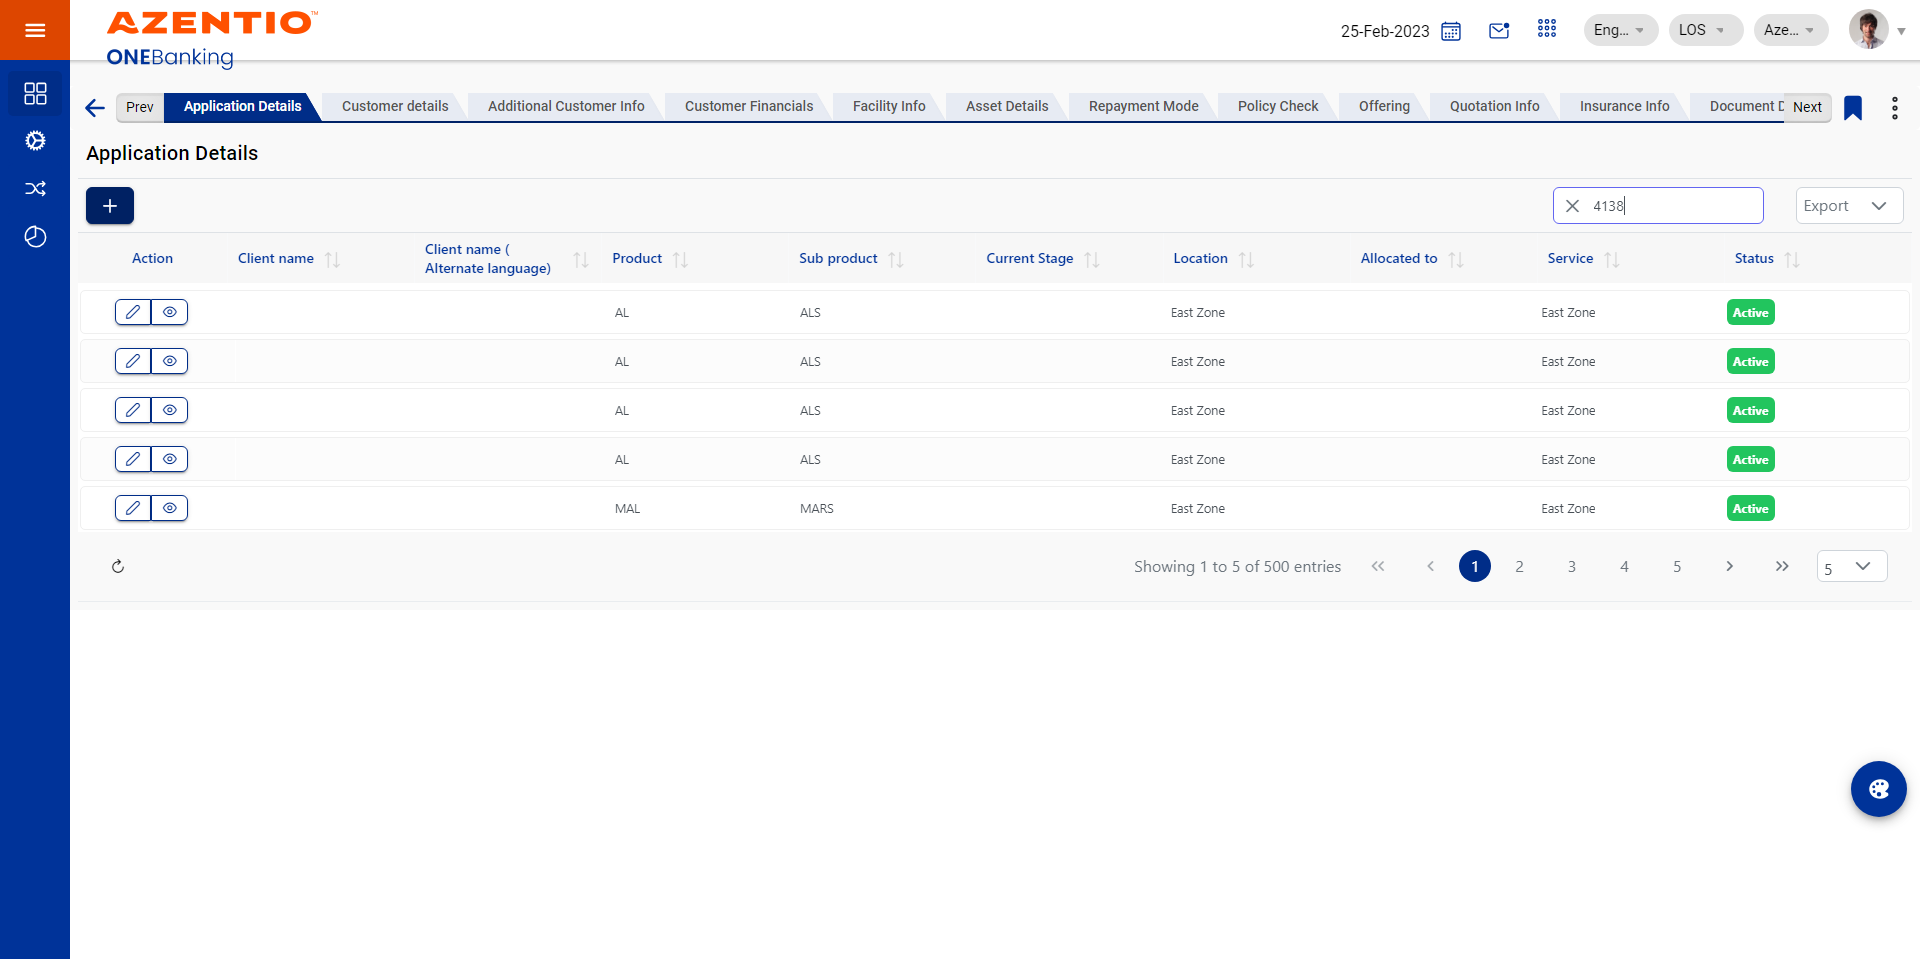 AZENTIO™
ONEBanking
25-Feb-2023
Eng...
LOS
Aze...
Prev
Application Details
Customer details
Additional Customer Info
Customer Financials
Facility Info
Asset Details
Repayment Mode
Policy Check
Offering
Quotation Info
Insurance Info
Document D
Next
Application Details
4138
Export
Action
Client name
Client name (
Alternate language)
Product
Sub product
Current Stage
Location
Allocated to
Service
Status
AL ALS East Zone East Zone Active
AL ALS East Zone East Zone Active
AL ALS East Zone East Zone Active
AL ALS East Zone East Zone Active
MAL MARS East Zone East Zone Active
Showing 1 to 5 of 500 entries
1 2 3 4 5
5